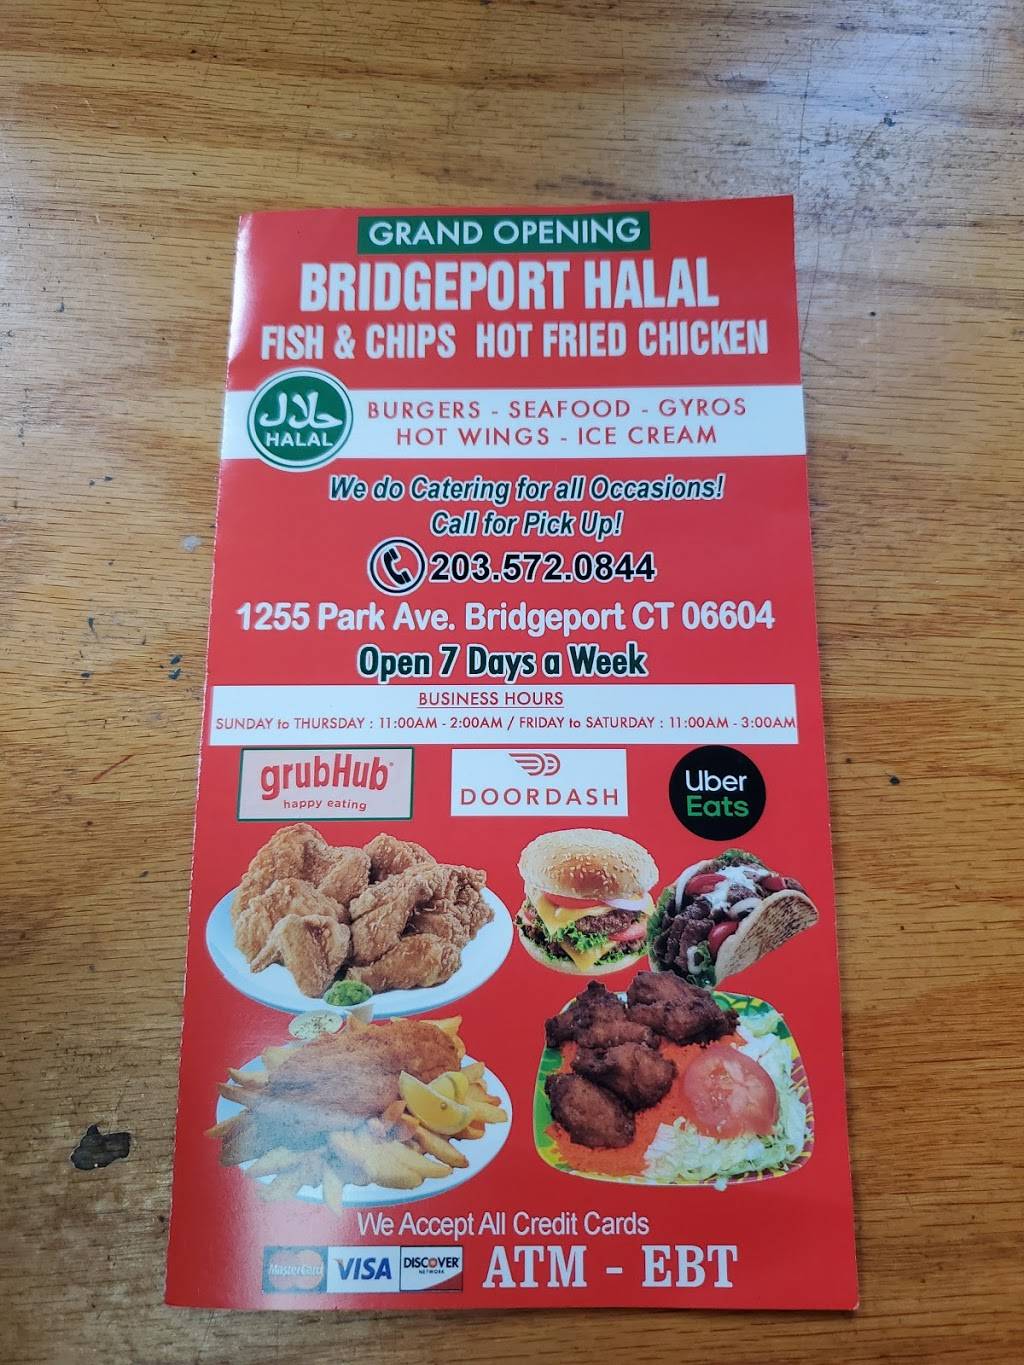 GRAND OPENING
BRIDGEPORT HALAL
FISH & CHIPS HOT FRIED CHICKEN
حلال
HALAL
BURGERS - SEAFOOD - GYROS
HOT WINGS - ICE CREAM
We do Catering for all Occasions!
Call for Pick Up!
203.572.0844
1255 Park Ave. Bridgeport CT 06604
Open 7 Days a Week
BUSINESS HOURS
SUNDAY to THURSDAY : 11:00AM - 2:00AM / FRIDAY to SATURDAY : 11:00AM - 3:00AM
grubHub
happy eating
DOORDASH
Uber
Eats
We Accept All Credit Cards
MasterCard VISA DISCOVER
NETWORK
ATM - EBT